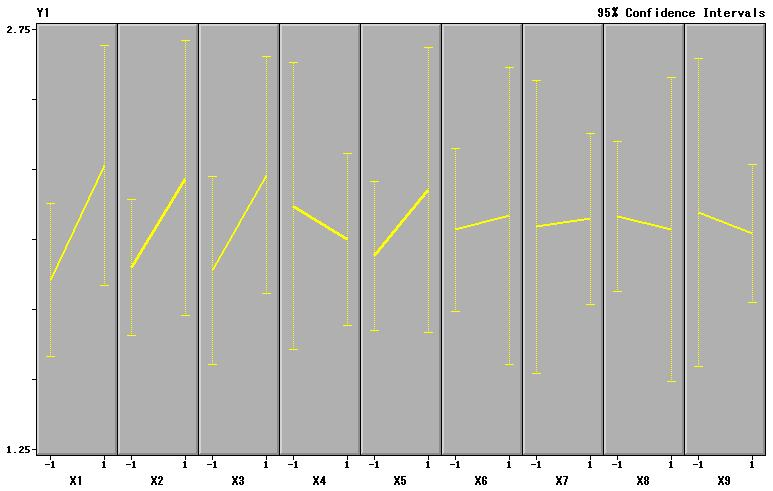 Y1 95% Confidence Intervals
2.75
1.25
-1 1 -1 1 -1 1 -1 1 -1 1 -1 1 -1 1 -1 1 -1 1
X1 X2 X3 X4 X5 X6 X7 X8 X9